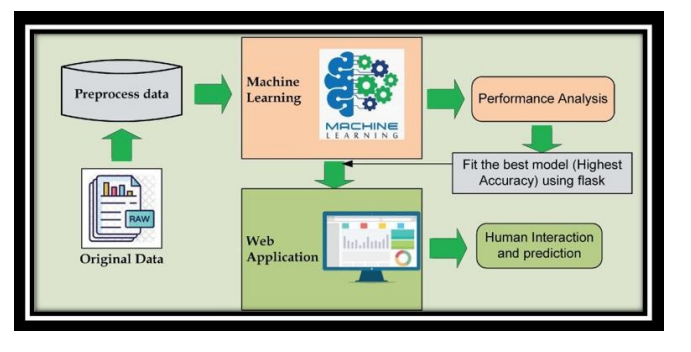 Preprocess data
Machine
Learning
MACHINE
LEARNING
Performance Analysis
Fit the best model (Highest
Accuracy) using flask
RAW
Original Data
Web
Application
Human Interaction
and prediction